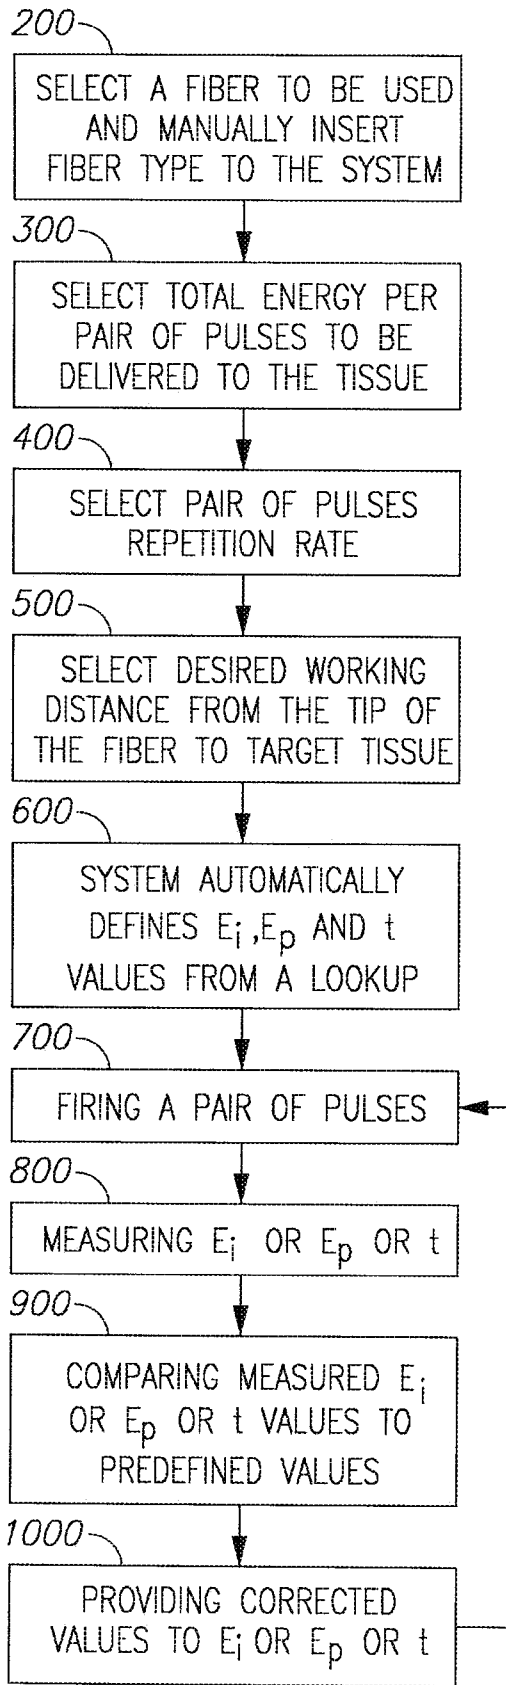 200
SELECT A FIBER TO BE USED
AND MANUALLY INSERT
FIBER TYPE TO THE SYSTEM
300
SELECT TOTAL ENERGY PER
PAIR OF PULSES TO BE
DELIVERED TO THE TISSUE
400
SELECT PAIR OF PULSES
REPETITION RATE
500
SELECT DESIRED WORKING
DISTANCE FROM THE TIP OF
THE FIBER TO TARGET TISSUE
600
SYSTEM AUTOMATICALLY
DEFINES Ei ,Ep AND t
VALUES FROM A LOOKUP
700
FIRING A PAIR OF PULSES
800
MEASURING Ei OR Ep OR t
900
COMPARING MEASURED Ei
OR Ep OR t VALUES TO
PREDEFINED VALUES
1000
PROVIDING CORRECTED
VALUES TO Ei OR Ep OR t